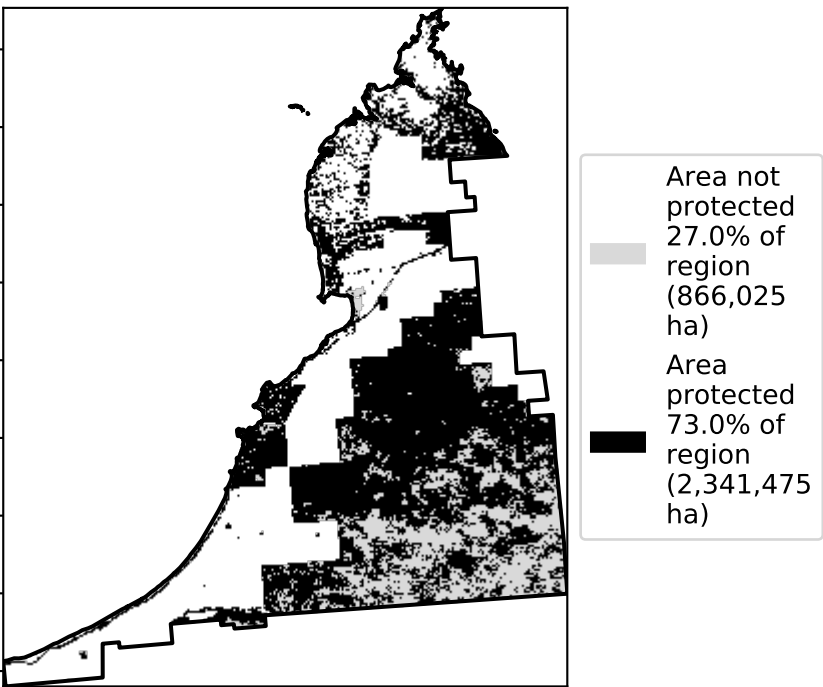 Area not
protected
27.0% of
region
(866,025
ha)
Area
protected
73.0% of
region
(2,341,475
ha)